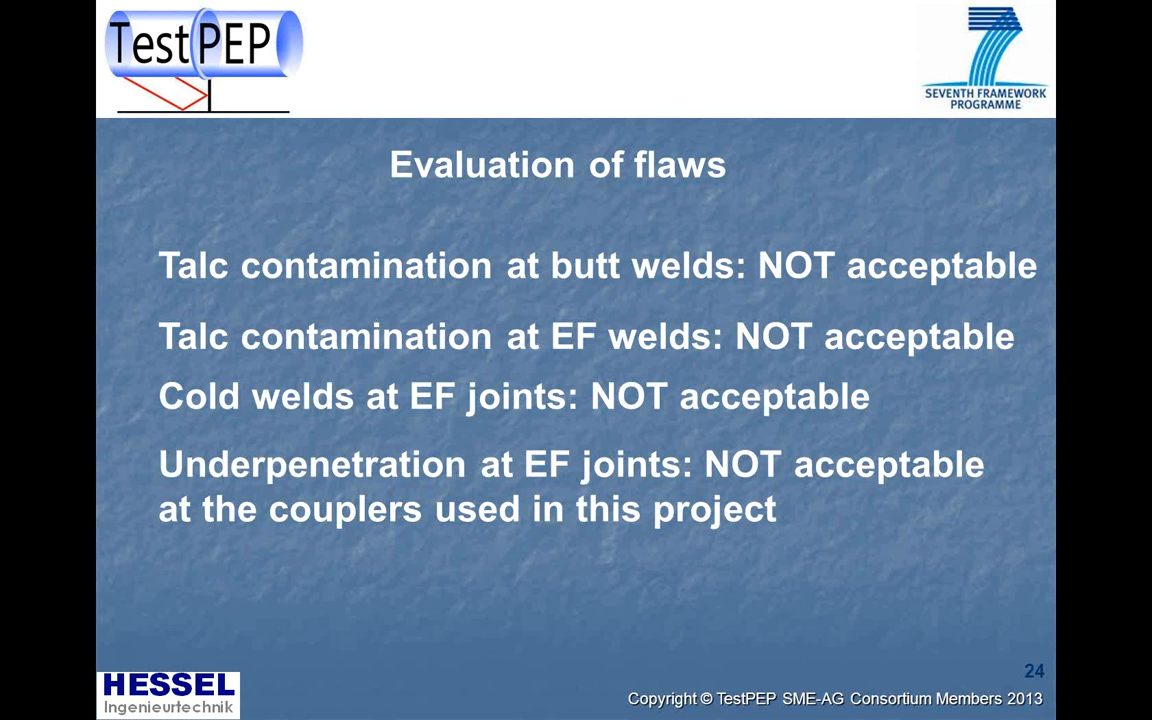 TestPEP
SEVENTH FRAMEWORK
PROGRAMME
Evaluation of flaws
Talc contamination at butt welds: NOT acceptable
Talc contamination at EF welds: NOT acceptable
Cold welds at EF joints: NOT acceptable
Underpenetration at EF joints: NOT acceptable
at the couplers used in this project
24
HESSEL
Ingenieurtechnik
Copyright © TestPEP SME-AG Consortium Members 2013